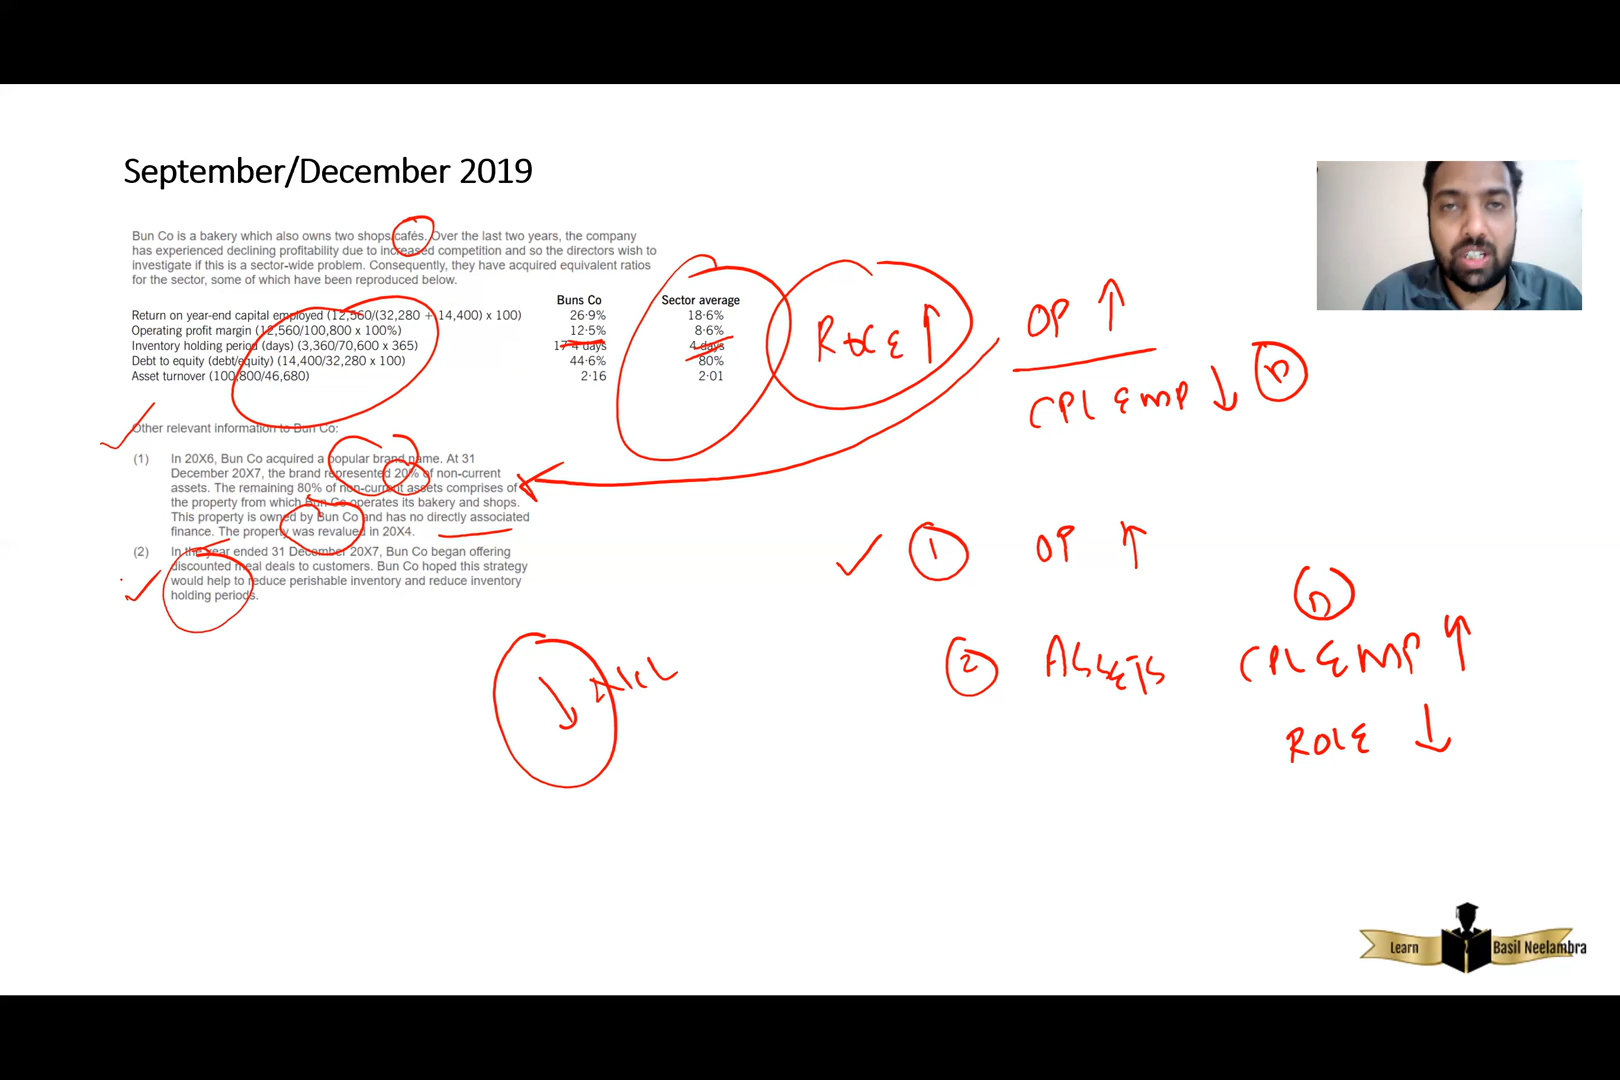 September/December 2019
Bun Co is a bakery which also owns two shops cafés. Over the last two years, the company
has experienced declining profitability due to increased competition and so the directors wish to
investigate if this is a sector-wide problem. Consequently, they have acquired equivalent ratios
for the sector, some of which have been reproduced below.
Buns Co Sector average
Return on year-end capital employed (12,560/(32,280 + 14,400) x 100) 26·9% 18·6%
Operating profit margin (12,560/100,800 x 100%) 12·5% 8·6%
Inventory holding period (days) (3,360/70,600 x 365) 17·4 days 4 days
Debt to equity (debt/equity) (14,400/32,280 x 100) 44·6% 80%
Asset turnover (100,800/46,680) 2·16 2·01
Other relevant information to Bun Co:
(1) In 20X6, Bun Co acquired a popular brand name. At 31
December 20X7, the brand represented 20% of non-current
assets. The remaining 80% of non-current assets comprises of
the property from which Bun Co operates its bakery and shops.
This property is owned by Bun Co and has no directly associated
finance. The property was revalued in 20X4.
(2) In the year ended 31 December 20X7, Bun Co began offering
discounted meal deals to customers. Bun Co hoped this strategy
would help to reduce perishable inventory and reduce inventory
holding periods.
ROCE ↑
OP ↑
CPL EMP ↓ D
1 OP ↑
D
2 ASSETS CPL EMP ↑
ROCE ↓
↓
Learn Basil Neelambra